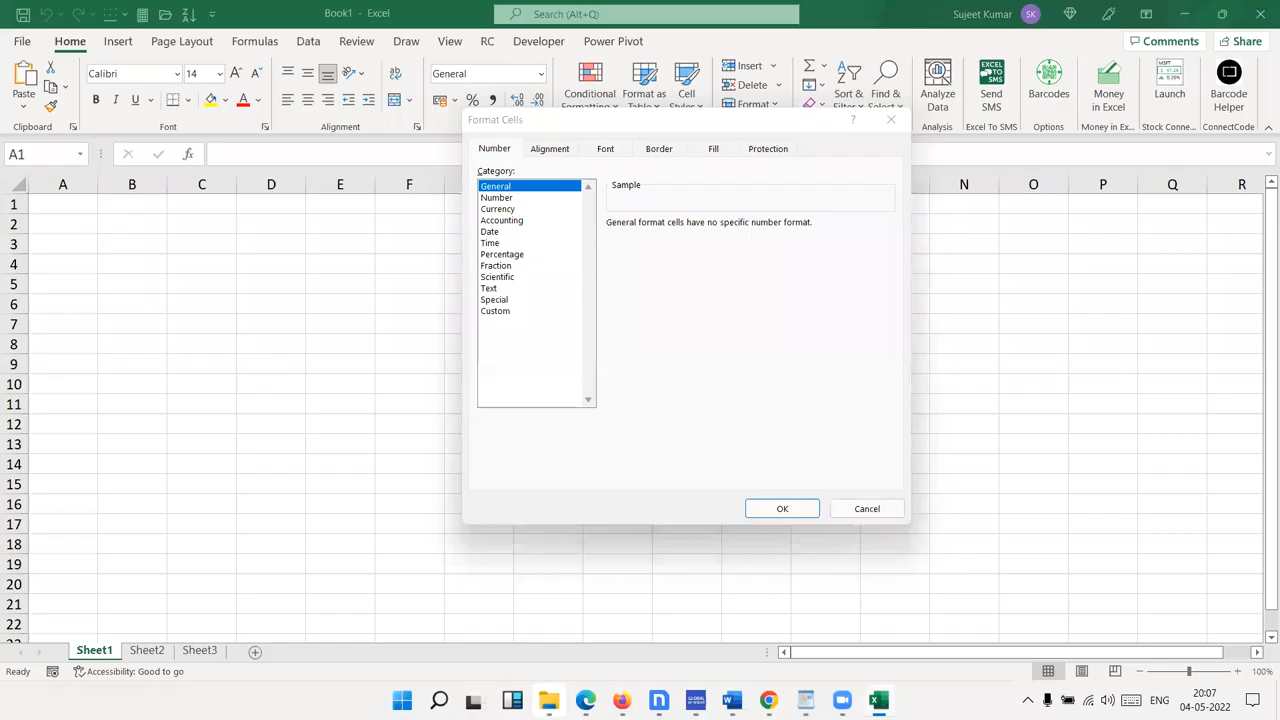 Book1 - Excel
Search (Alt+Q)
Sujeet Kumar
SK
File
Home
Insert
Page Layout
Formulas
Data
Review
Draw
View
RC
Developer
Power Pivot
Comments
Share
Paste
Clipboard
Calibri
14
B
I
U
Font
Alignment
General
Conditional
Formatting
Format as
Table
Cell
Styles
Insert
Delete
Format
Sort &
Filter
Find &
Select
Analyze
Data
Analysis
EXCEL
TO
SMS
Send
SMS
Excel To SMS
Barcodes
Options
Money
in Excel
Money in Ex...
Launch
Stock Connec...
Barcode
Helper
ConnectCode
A1
fx
Format Cells
?
Number
Alignment
Font
Border
Fill
Protection
Category:
General
Number
Currency
Accounting
Date
Time
Percentage
Fraction
Scientific
Text
Special
Custom
Sample
General format cells have no specific number format.
OK
Cancel
A B C D E F N O P Q R
1
2
3
4
5
6
7
8
9
10
11
12
13
14
15
16
17
18
19
20
21
22
23
Sheet1
Sheet2
Sheet3
Ready
Accessibility: Good to go
100%
ENG
20:07
04-05-2022